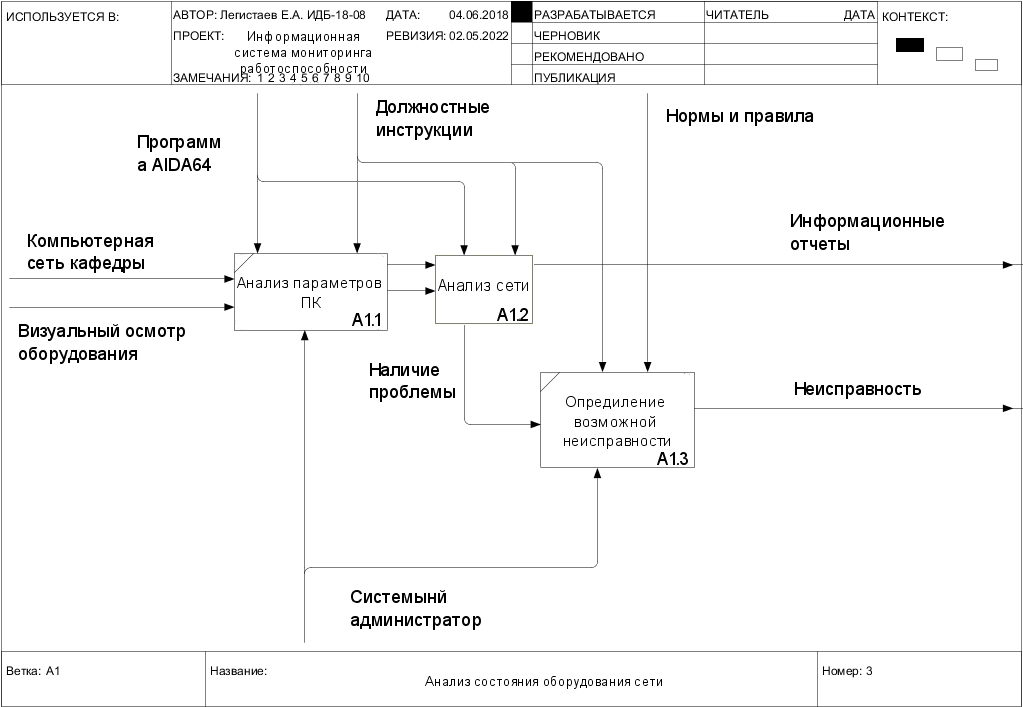 ИСПОЛЬЗУЕТСЯ В:
АВТОР: Легистаев Е.А. ИДБ-18-08
ДАТА: 04.06.2018
ПРОЕКТ: Информационная
система мониторинга
работоспособности
РЕВИЗИЯ: 02.05.2022
ЗАМЕЧАНИЯ: 1 2 3 4 5 6 7 8 9 10
РАЗРАБАТЫВАЕТСЯ
ЧЕРНОВИК
РЕКОМЕНДОВАНО
ПУБЛИКАЦИЯ
ЧИТАТЕЛЬ
ДАТА
КОНТЕКСТ:
Должностные
инструкции
Нормы и правила
Программ
а AIDA64
Информационные
отчеты
Компьютерная
сеть кафедры
Анализ параметров
ПК
A1.1
Анализ сети
A1.2
Визуальный осмотр
оборудования
Наличие
проблемы
Неисправность
Опредиление
возможной
неисправности
A1.3
Системынй
администратор
Ветка: A1
Название:
Анализ состояния оборудования сети
Номер: 3